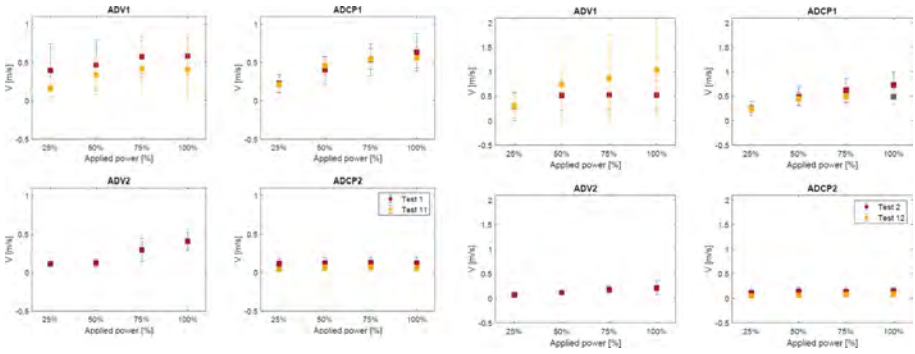 ADV1
ADCP1
ADV1
ADCP1
1
0.5
0
-0.5
V [m/s]
25% 50% 75% 100%
Applied power [%]
1
0.5
0
-0.5
V [m/s]
25% 50% 75% 100%
Applied power [%]
2
1.5
1
0.5
0
-0.5
V [m/s]
25% 50% 75% 100%
Applied power [%]
2
1.5
1
0.5
0
-0.5
V [m/s]
25% 50% 75% 100%
Applied power [%]
ADV2
ADCP2
ADV2
ADCP2
1
0.5
0
-0.5
V [m/s]
25% 50% 75% 100%
Applied power [%]
1
0.5
0
-0.5
V [m/s]
Test 1
Test 11
25% 50% 75% 100%
Applied power [%]
2
1.5
1
0.5
0
-0.5
V [m/s]
25% 50% 75% 100%
Applied power [%]
2
1.5
1
0.5
0
-0.5
V [m/s]
Test 2
Test 12
25% 50% 75% 100%
Applied power [%]